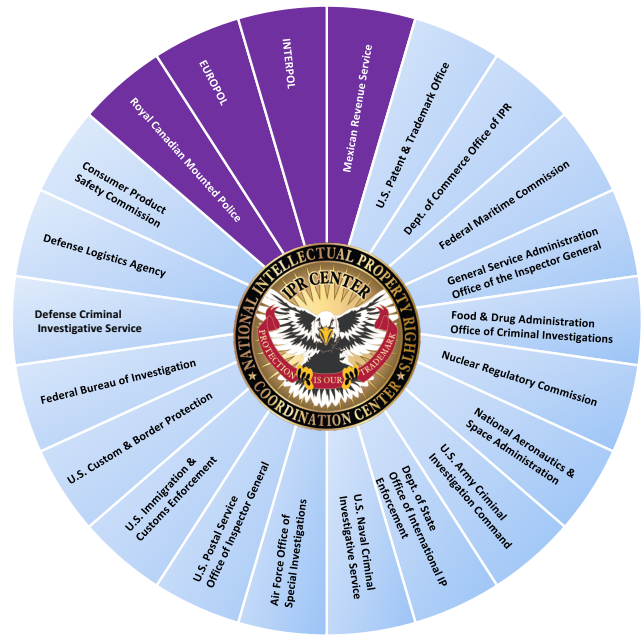 Mexican Revenue Service
U.S. Patent & Trademark Office
Dept. of Commerce Office of IPR
Federal Maritime Commission
General Service Administration
Office of the Inspector General
Food & Drug Administration
Office of Criminal Investigations
Nuclear Regulatory Commission
National Aeronautics &
Space Administration
U.S. Army Criminal
Investigation Command
Dept. of State
Office of International IP
Enforcement
U.S. Naval Criminal
Investigative Service
Air Force Office of
Special Investigations
U.S. Postal Service
Office of Inspector General
U.S. Immigration &
Customs Enforcement
U.S. Custom & Border Protection
Federal Bureau of Investigation
Defense Criminal
Investigative Service
Defense Logistics Agency
Consumer Product
Safety Commission
Royal Canadian Mounted Police
EUROPOL
INTERPOL
NATIONAL INTELLECTUAL PROPERTY RIGHTS
COORDINATION CENTER
IPR CENTER
PROTECTION
IS OUR
TRADEMARK